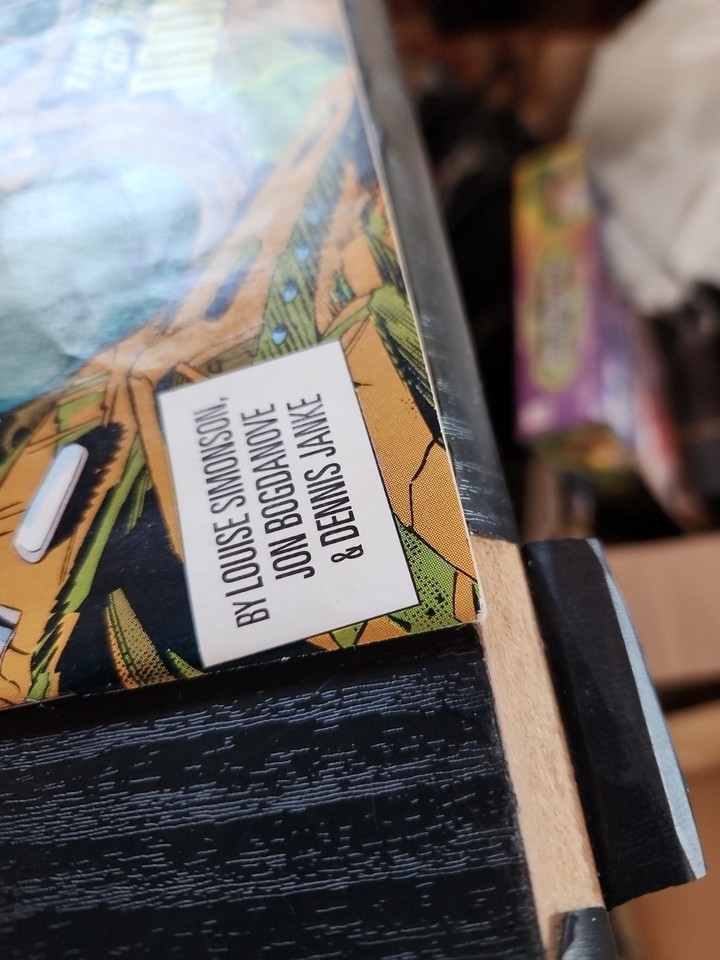 BY LOUISE SIMONSON,
JON BOGDANOVE
& DENNIS JANKE